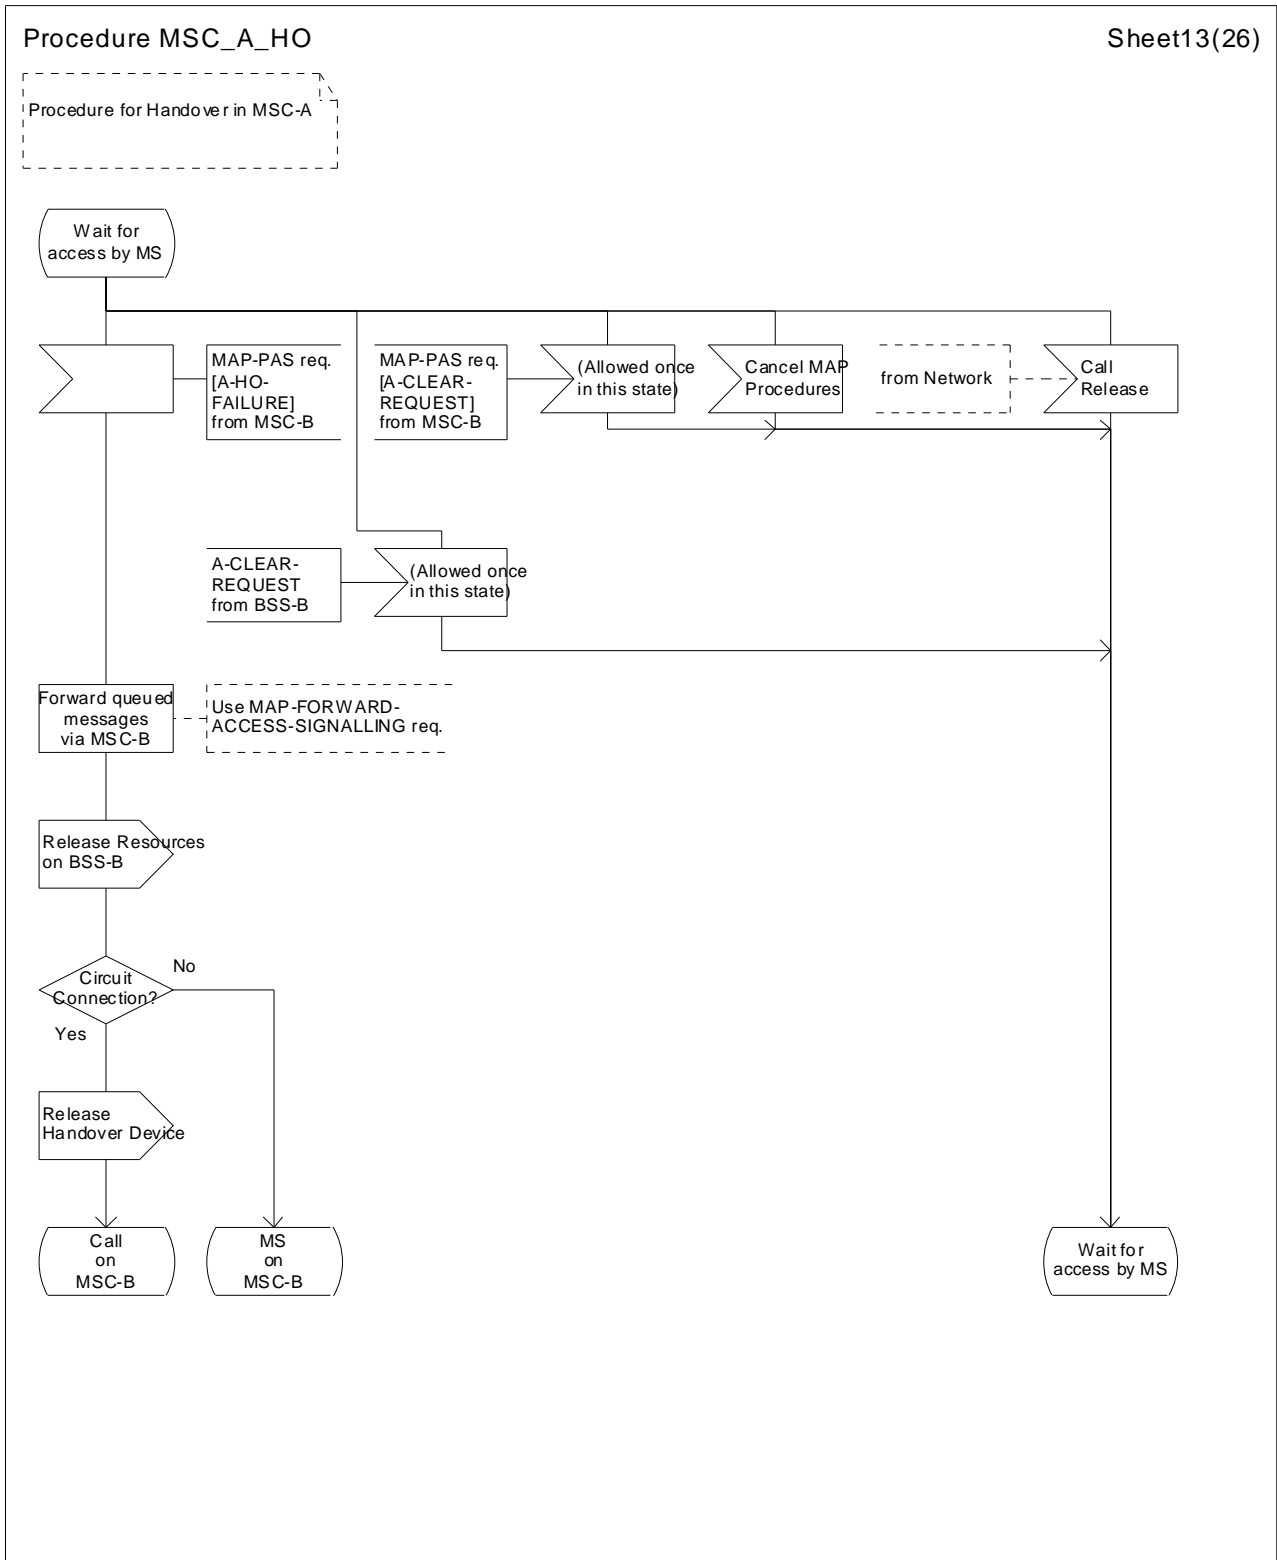 Procedure MSC_A_HO
Sheet13(26)
Procedure for Handover in MSC-A
Wait for
access by MS
MAP-PAS req.
[A-HO-
FAILURE]
from MSC-B
MAP-PAS req.
[A-CLEAR-
REQUEST]
from MSC-B
(Allowed once
in this state)
Cancel MAP
Procedures
from Network
Call
Release
A-CLEAR-
REQUEST
from BSS-B
(Allowed once
in this state)
Forward queued
messages
via MSC-B
Use MAP-FORWARD-
ACCESS-SIGNALLING req.
Release Resources
on BSS-B
Circuit
Connection?
No
Yes
Release
Handover Device
Call
on
MSC-B
MS
on
MSC-B
Wait for
access by MS